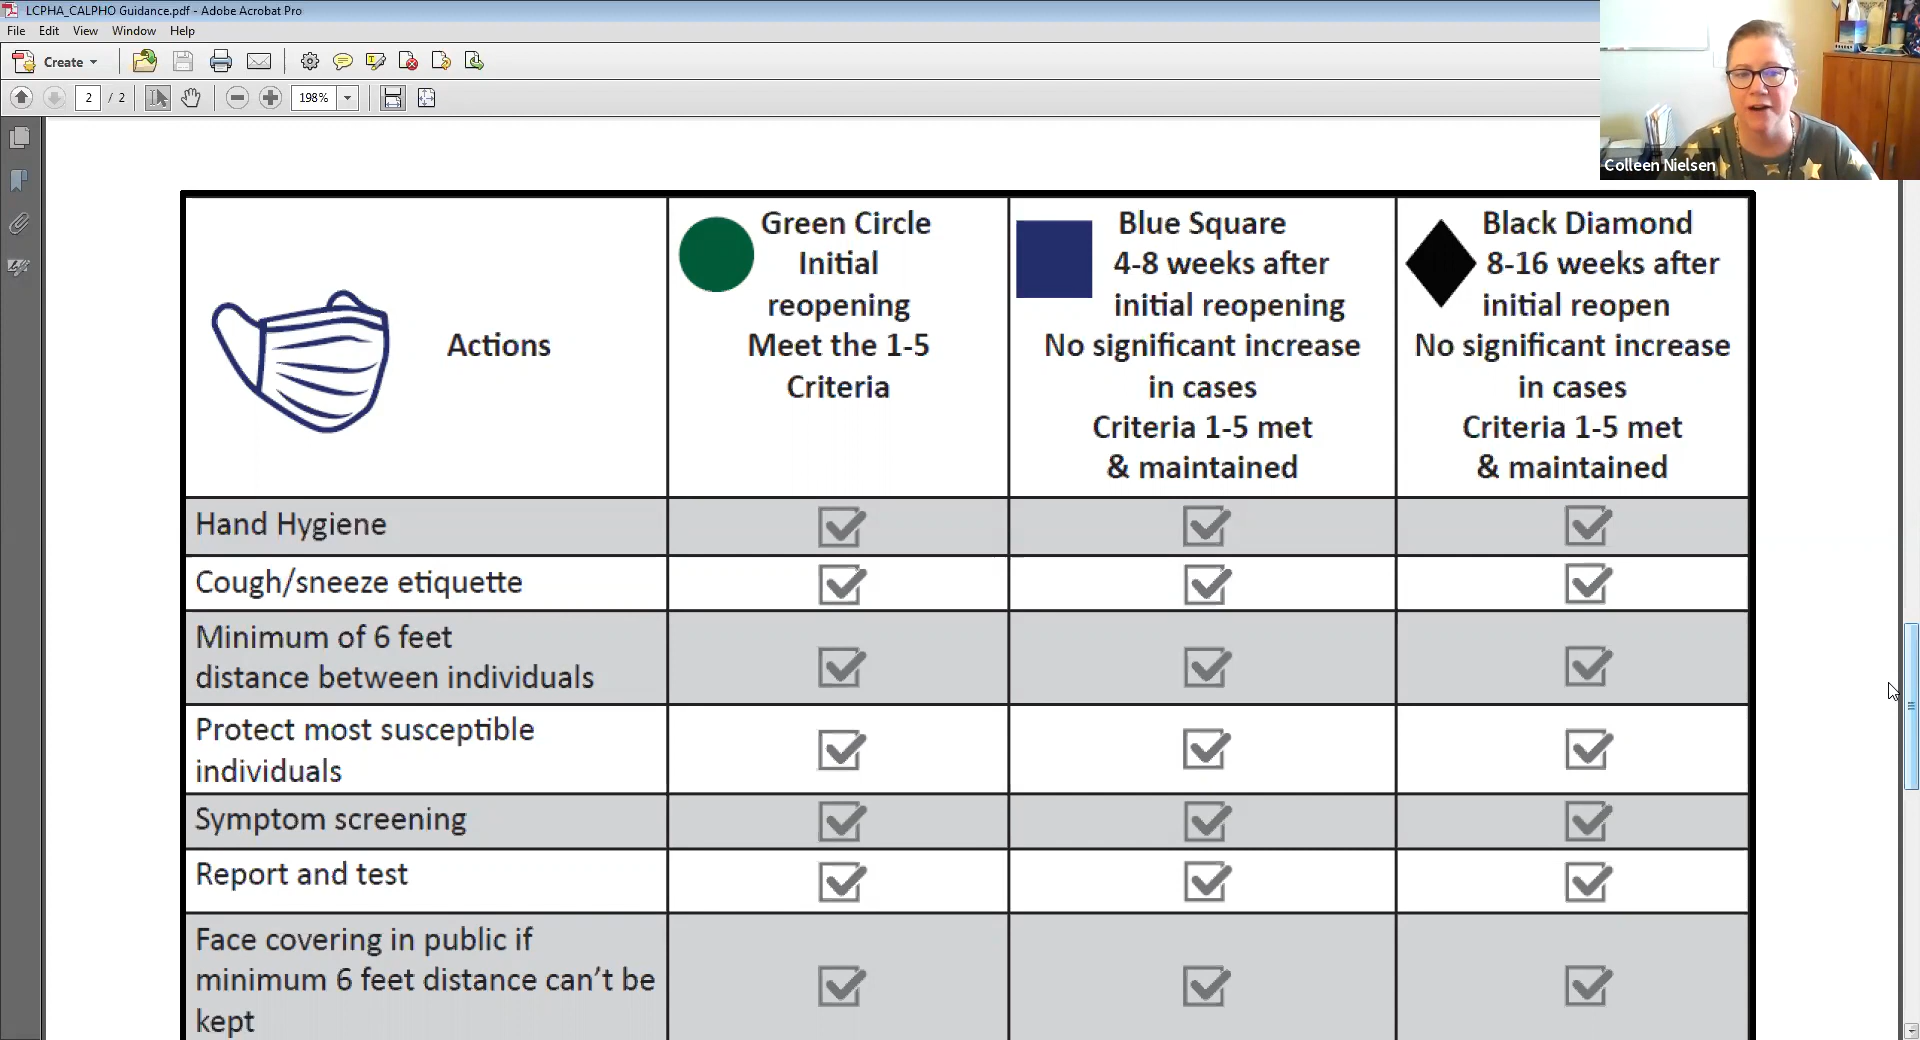 LCPHA_CALPHO Guidance.pdf - Adobe Acrobat Pro
File Edit View Window Help
Create
2 / 2 198%
Colleen Nielsen
Actions
Green Circle
Initial
reopening
Meet the 1-5
Criteria
Blue Square
4-8 weeks after
initial reopening
No significant increase
in cases
Criteria 1-5 met
& maintained
Black Diamond
8-16 weeks after
initial reopen
No significant increase
in cases
Criteria 1-5 met
& maintained
Hand Hygiene
Cough/sneeze etiquette
Minimum of 6 feet
distance between individuals
Protect most susceptible
individuals
Symptom screening
Report and test
Face covering in public if
minimum 6 feet distance can't be
kept